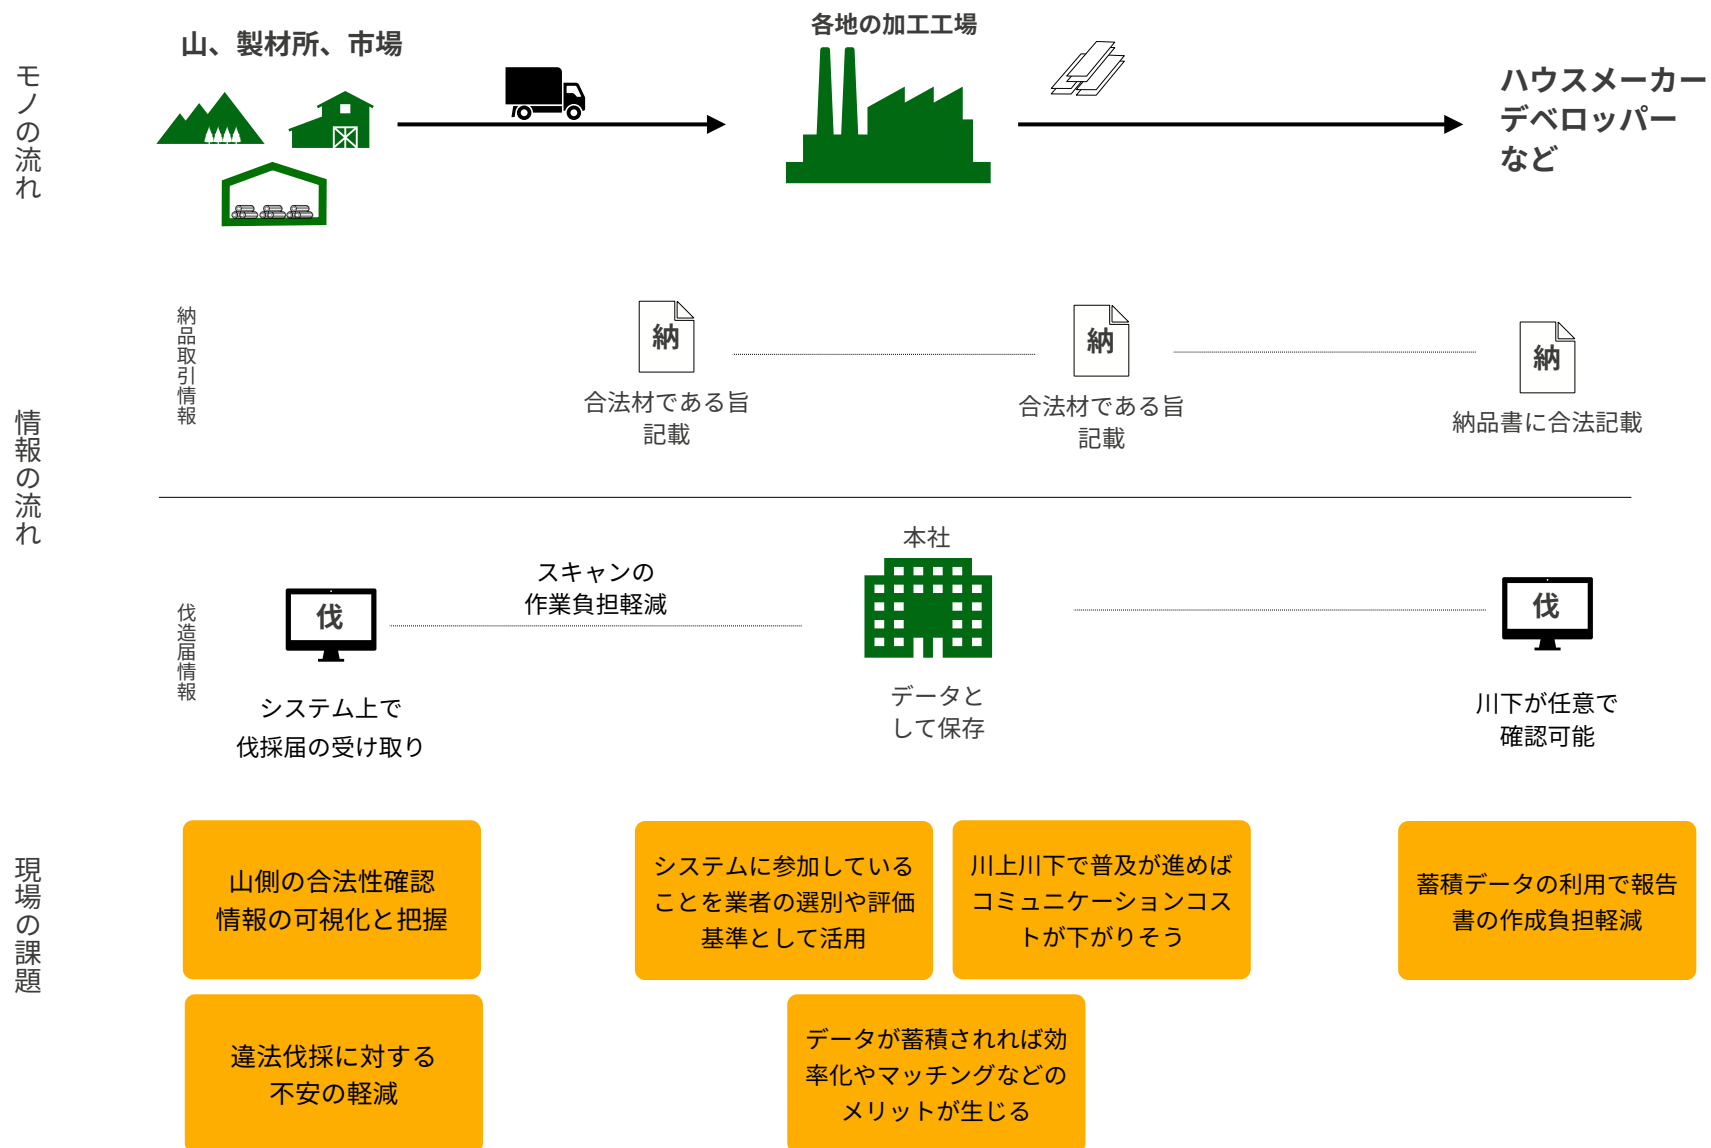 モノの流れ
山、製材所、市場
各地の加工工場
ハウスメーカー
デベロッパー
など
情報の流れ
納品取引情報
納
合法材である旨
記載
納
合法材である旨
記載
納
納品書に合法記載
伐造届情報
伐
システム上で
伐採届の受け取り
スキャンの
作業負担軽減
本社
データと
して保存
伐
川下が任意で
確認可能
現場の課題
山側の合法性確認
情報の可視化と把握
システムに参加している
ことを業者の選別や評価
基準として活用
川上川下で普及が進めば
コミュニケーションコス
トが下がりそう
蓄積データの利用で報告
書の作成負担軽減
違法伐採に対する
不安の軽減
データが蓄積されれば効
率化やマッチングなどの
メリットが生じる